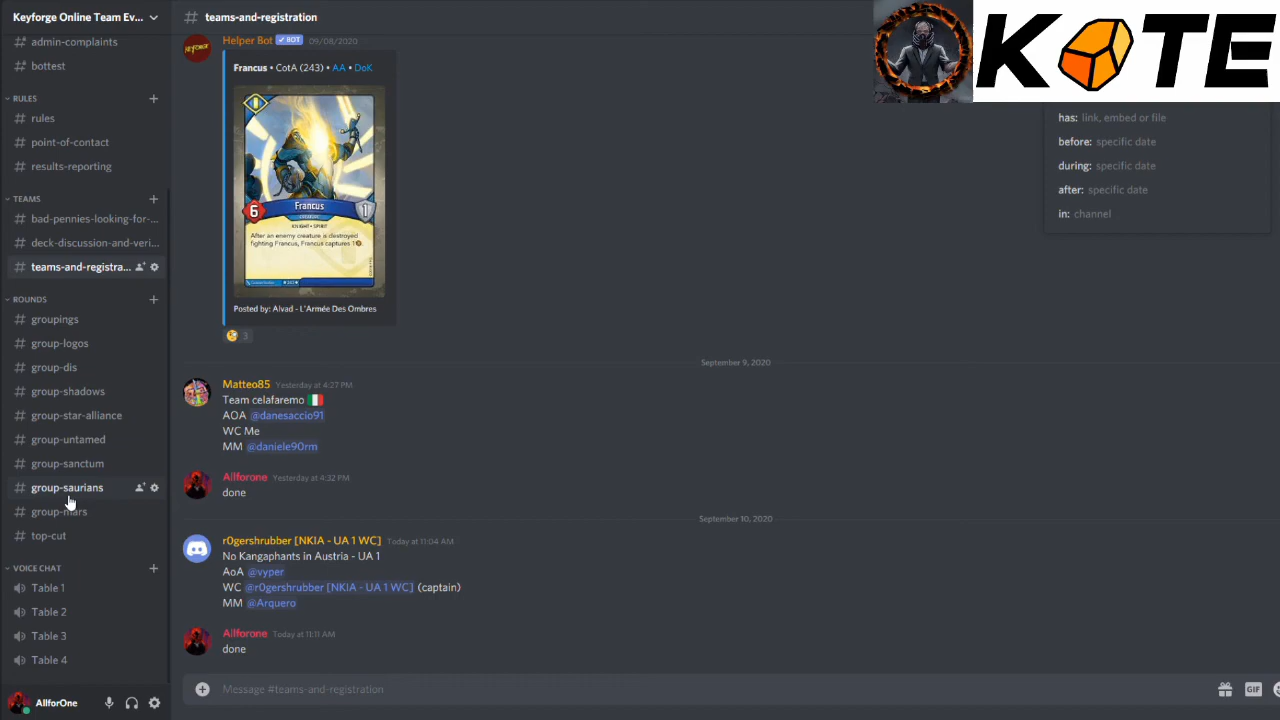 Keyforge Online Team Ev...
# teams-and-registration
KOTE
# admin-complaints
# bottest
RULES
# rules
# point-of-contact
# results-reporting
TEAMS
# bad-pennies-looking-for-...
# deck-discussion-and-veri...
# teams-and-registra...
ROUNDS
# groupings
# group-logos
# group-dis
# group-shadows
# group-star-alliance
# group-untamed
# group-sanctum
# group-saurians
# group-mars
# top-cut
VOICE CHAT
Table 1
Table 2
Table 3
Table 4
AllforOne
Helper Bot BOT 09/08/2020
Francus • CotA (243) • AA • DoK
Francus
6
1
CREATURE
KNIGHT • SPIRIT
After an enemy creature is destroyed
fighting Francus, Francus captures 1
Posted by: Alvad - L'Armée Des Ombres
3
September 9, 2020
Matteo85 Yesterday at 4:27 PM
Team celafaremo
AOA @danesaccio91
WC Me
MM @daniele90rm
Allforone Yesterday at 4:32 PM
done
September 10, 2020
r0gershrubber [NKIA - UA 1 WC] Today at 11:04 AM
No Kangaphants in Austria - UA 1
AoA @vyper
WC @r0gershrubber [NKIA - UA 1 WC] (captain)
MM @Arquero
Allforone Today at 11:11 AM
done
Message #teams-and-registration
GIF
has: link, embed or file
before: specific date
during: specific date
after: specific date
in: channel